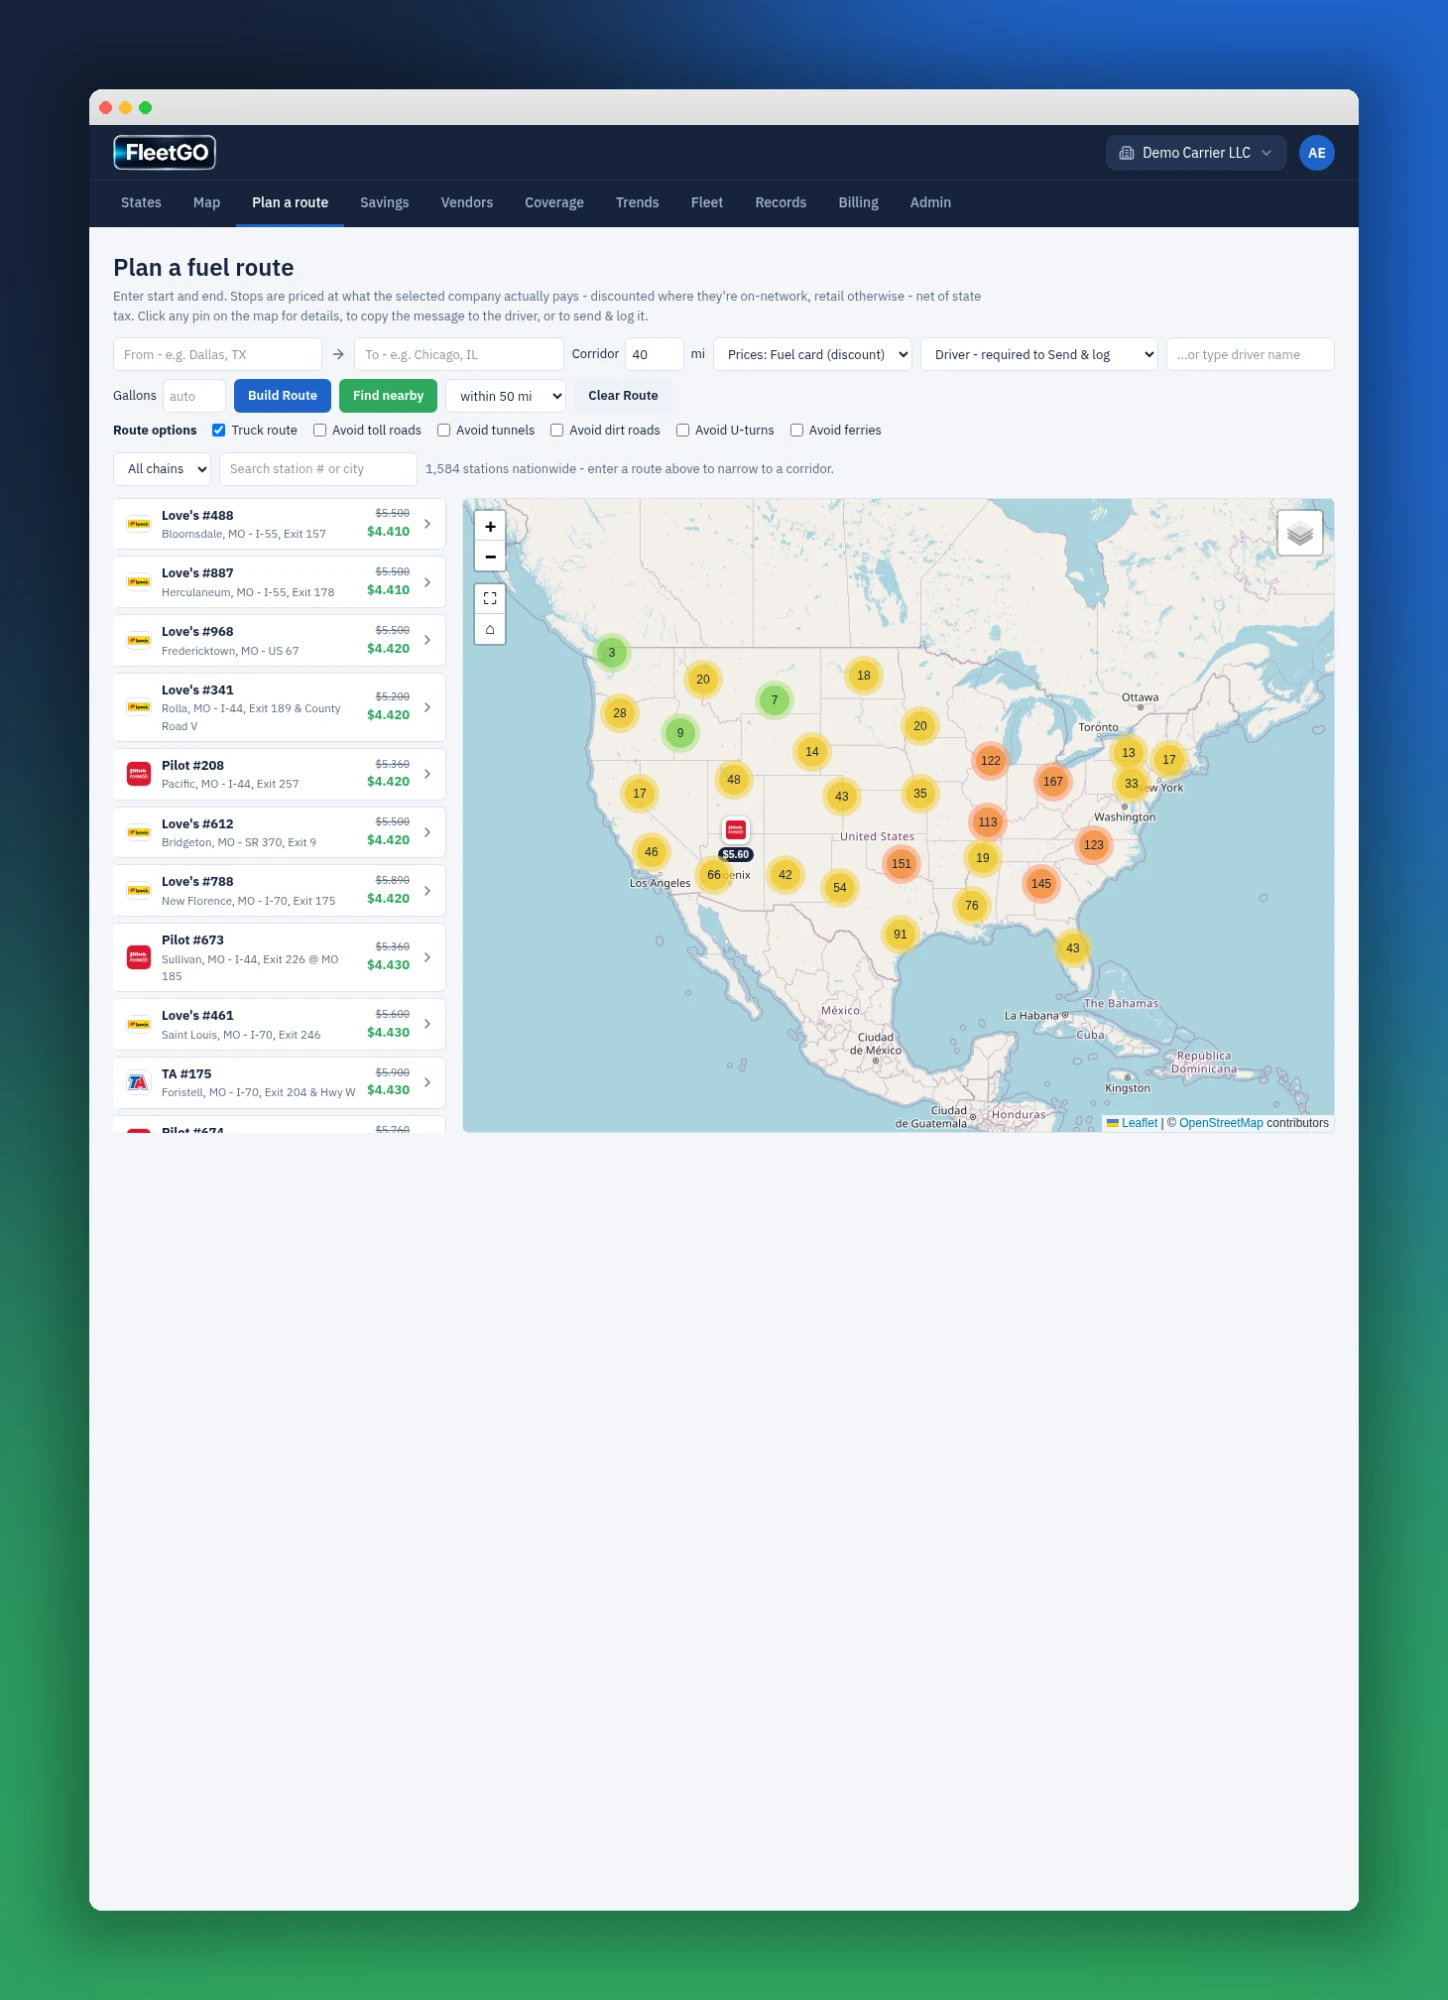 FleetGO
Demo Carrier LLC
AE
States
Map
Plan a route
Savings
Vendors
Coverage
Trends
Fleet
Records
Billing
Admin
Plan a fuel route
Enter start and end. Stops are priced at what the selected company actually pays - discounted where they're on-network, retail otherwise - net of state
tax. Click any pin on the map for details, to copy the message to the driver, or to send & log it.
From - e.g. Dallas, TX
To - e.g. Chicago, IL
Corridor
40
mi
Prices: Fuel card (discount)
Driver - required to Send & log
...or type driver name
Gallons
auto
Build Route
Find nearby
within 50 mi
Clear Route
Route options
Truck route
Avoid toll roads
Avoid tunnels
Avoid dirt roads
Avoid U-turns
Avoid ferries
All chains
Search station # or city
1,584 stations nationwide - enter a route above to narrow to a corridor.
Love's #488
Bloomsdale, MO - I-55, Exit 157
$5.500
$4.410
Love's #887
Herculaneum, MO - I-55, Exit 178
$5.500
$4.410
Love's #968
Fredericktown, MO - US 67
$5.500
$4.420
Love's #341
Rolla, MO - I-44, Exit 189 & County
Road V
$5.200
$4.420
Pilot #208
Pacific, MO - I-44, Exit 257
$5.360
$4.420
Love's #612
Bridgeton, MO - SR 370, Exit 9
$5.500
$4.420
Love's #788
New Florence, MO - I-70, Exit 175
$5.890
$4.420
Pilot #673
Sullivan, MO - I-44, Exit 226 @ MO
185
$5.360
$4.430
Love's #461
Saint Louis, MO - I-70, Exit 246
$5.600
$4.430
TA
TA #175
Foristell, MO - I-70, Exit 204 & Hwy W
$5.900
$4.430
Pilot #674
$5.760
+
−
3
20
18
7
28
9
20
Ottawa
Toronto
14
122
13
17
167
33
ew York
48
17
43
35
Washington
113
United States
123
$5.60
46
19
151
66
enix
42
54
145
Los Angeles
76
91
43
The Bahamas
México
La Habana
Cuba
Ciudad
de México
República
Dominicana
Kingston
Ciudad
de Guatemala
Honduras
Leaflet | © OpenStreetMap contributors